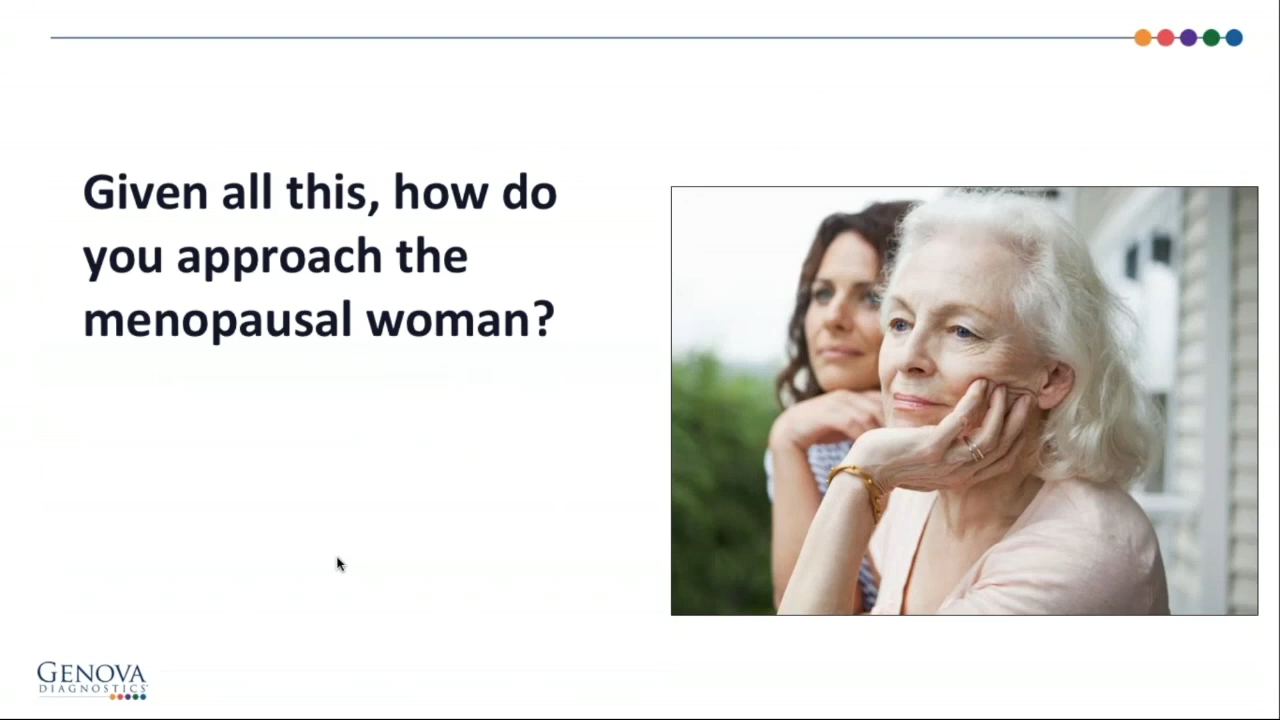 Given all this, how do
you approach the
menopausal woman?
GENOVA
DIAGNOSTICS